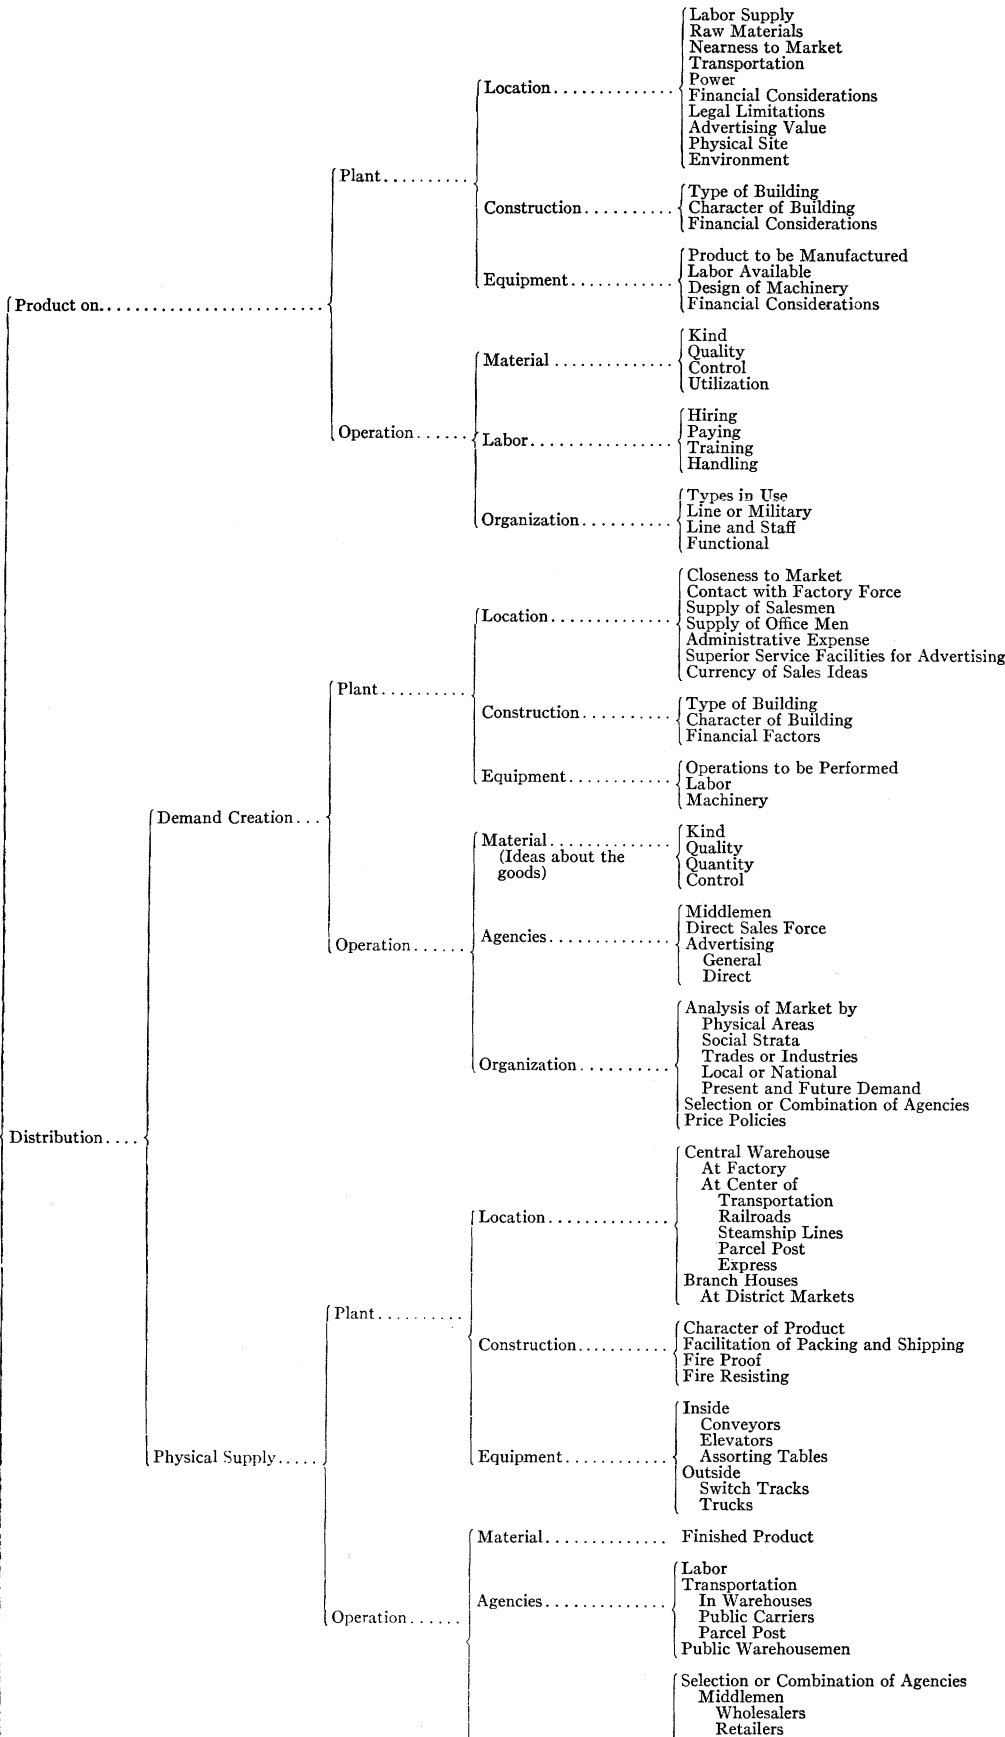 Labor Supply
Raw Materials
Nearness to Market
Transportation
Location.............. Power
Financial Considerations
Legal Limitations
Advertising Value
Physical Site
Environment
Plant..........
Type of Building
Construction.......... Character of Building
Financial Considerations
Product to be Manufactured
Labor Available
Equipment............ Design of Machinery
Financial Considerations
Product on.........................
Kind
Quality
Material.............. Control
Utilization
Hiring
Paying
Operation...... Labor................ Training
Handling
Types in Use
Line or Military
Organization.......... Line and Staff
Functional
Closeness to Market
Contact with Factory Force
Supply of Salesmen
Location.............. Supply of Office Men
Administrative Expense
Superior Service Facilities for Advertising
Currency of Sales Ideas
Plant..........
Type of Building
Construction.......... Character of Building
Financial Factors
Operations to be Performed
Equipment............ Labor
Machinery
Demand Creation...
Kind
Material.............. Quality
(Ideas about the Quantity
goods) Control
Middlemen
Direct Sales Force
Operation...... Agencies.............. Advertising
General
Direct
Analysis of Market by
Physical Areas
Social Strata
Trades or Industries
Organization.......... Local or National
Present and Future Demand
Selection or Combination of Agencies
Price Policies
Distribution....
Central Warehouse
At Factory
At Center of
Transportation
Location.............. Railroads
Steamship Lines
Parcel Post
Express
Branch Houses
At District Markets
Plant..........
Character of Product
Construction........... Facilitation of Packing and Shipping
Fire Proof
Fire Resisting
Inside
Conveyors
Elevators
Physical Supply..... Equipment............ Assorting Tables
Outside
Switch Tracks
Trucks
Material.............. Finished Product
Labor
Transportation
Agencies.............. In Warehouses
Operation...... Public Carriers
Parcel Post
Public Warehousemen
Selection or Combination of Agencies
Middlemen
Wholesalers
Retailers